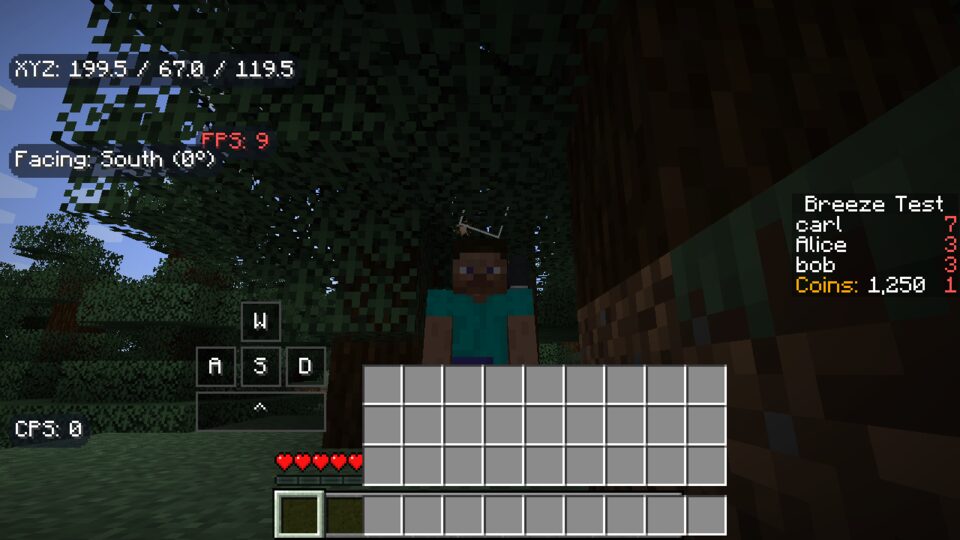 XYZ: 199.5 / 67.0 / 119.5
FPS: 9
Facing: South (0°)
Breeze Test
carl 7
Alice 3
bob 3
Coins: 1,250 1
W
A S D
^
CPS: 0